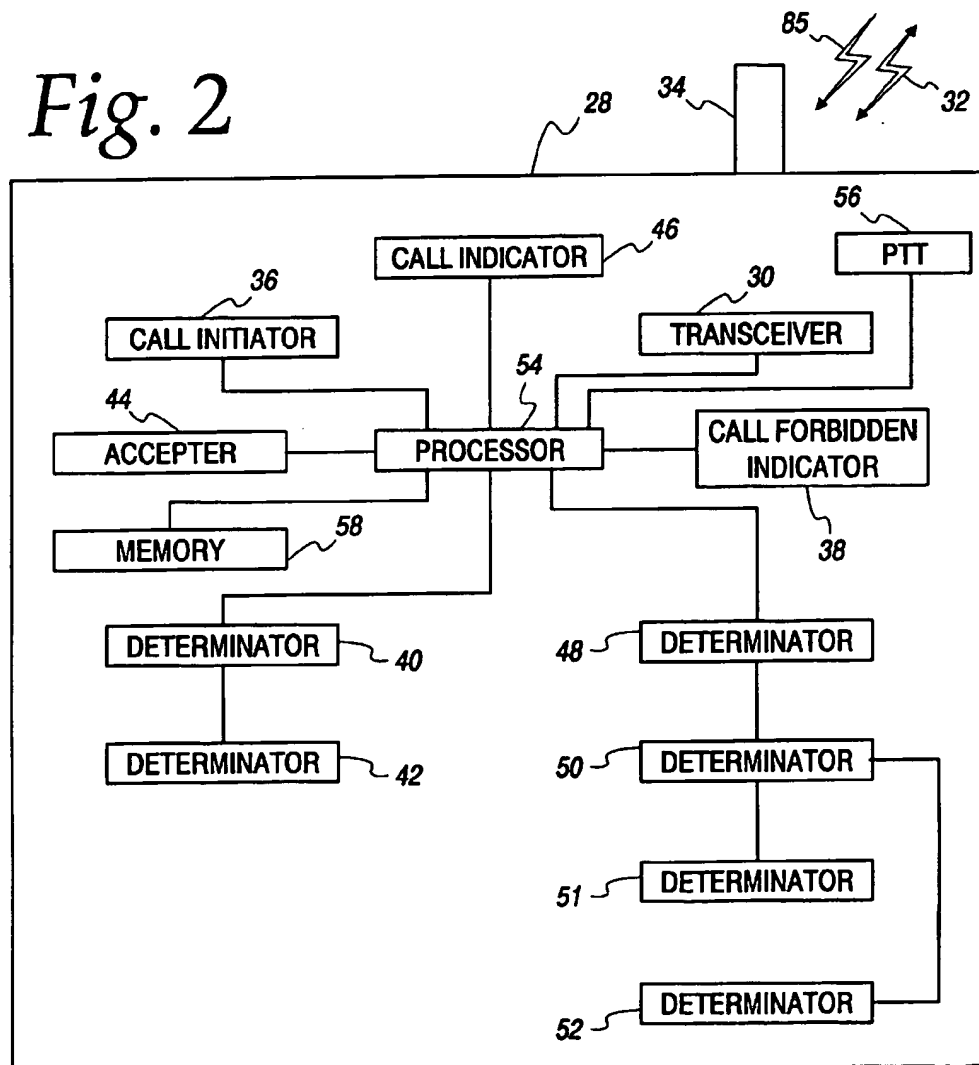 85
Fig. 2
34
32
28
56
46
CALL INDICATOR
PTT
36
30
CALL INITIATOR
TRANSCEIVER
54
44
ACCEPTER
PROCESSOR
CALL FORBIDDEN
INDICATOR
MEMORY
58
38
DETERMINATOR
40
48
DETERMINATOR
DETERMINATOR
42
50
DETERMINATOR
51
DETERMINATOR
52
DETERMINATOR